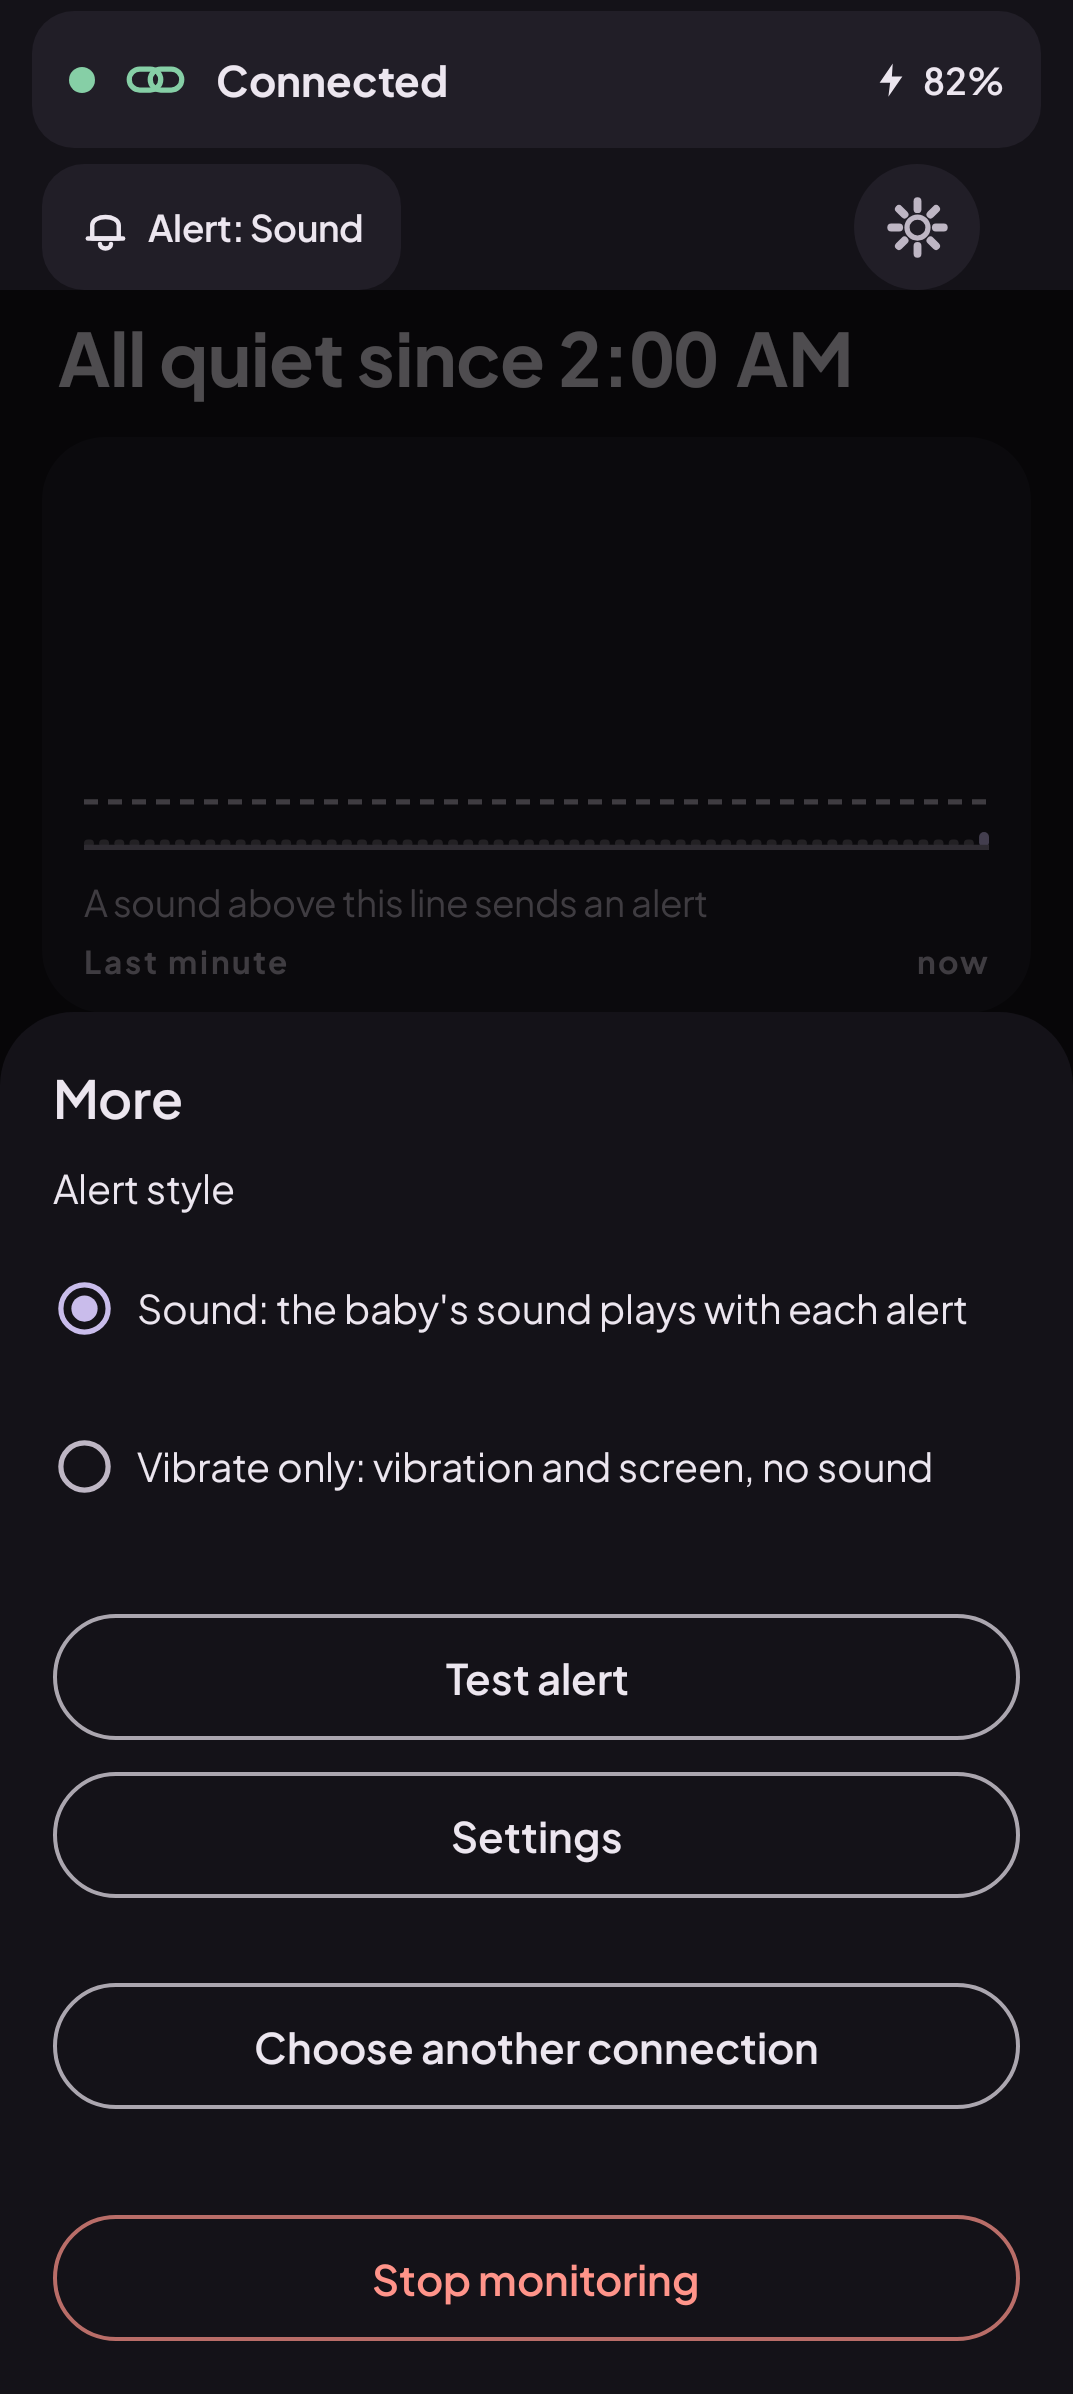 Connected
82%
Alert: Sound
All quiet since 2:00 AM
A sound above this line sends an alert
Last minute
now
More
Alert style
Sound: the baby's sound plays with each alert
Vibrate only: vibration and screen, no sound
Test alert
Settings
Choose another connection
Stop monitoring